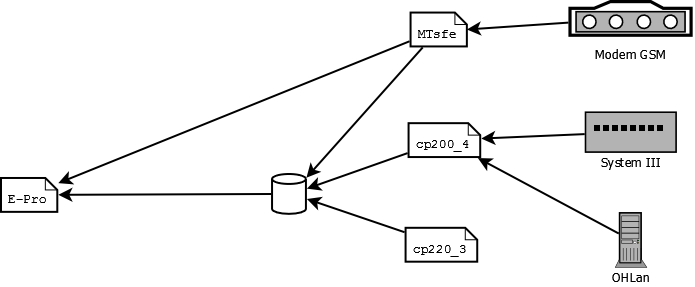 MTsfe
Modem GSM
cp200_4
System III
E-Pro
cp220_3
OHLan